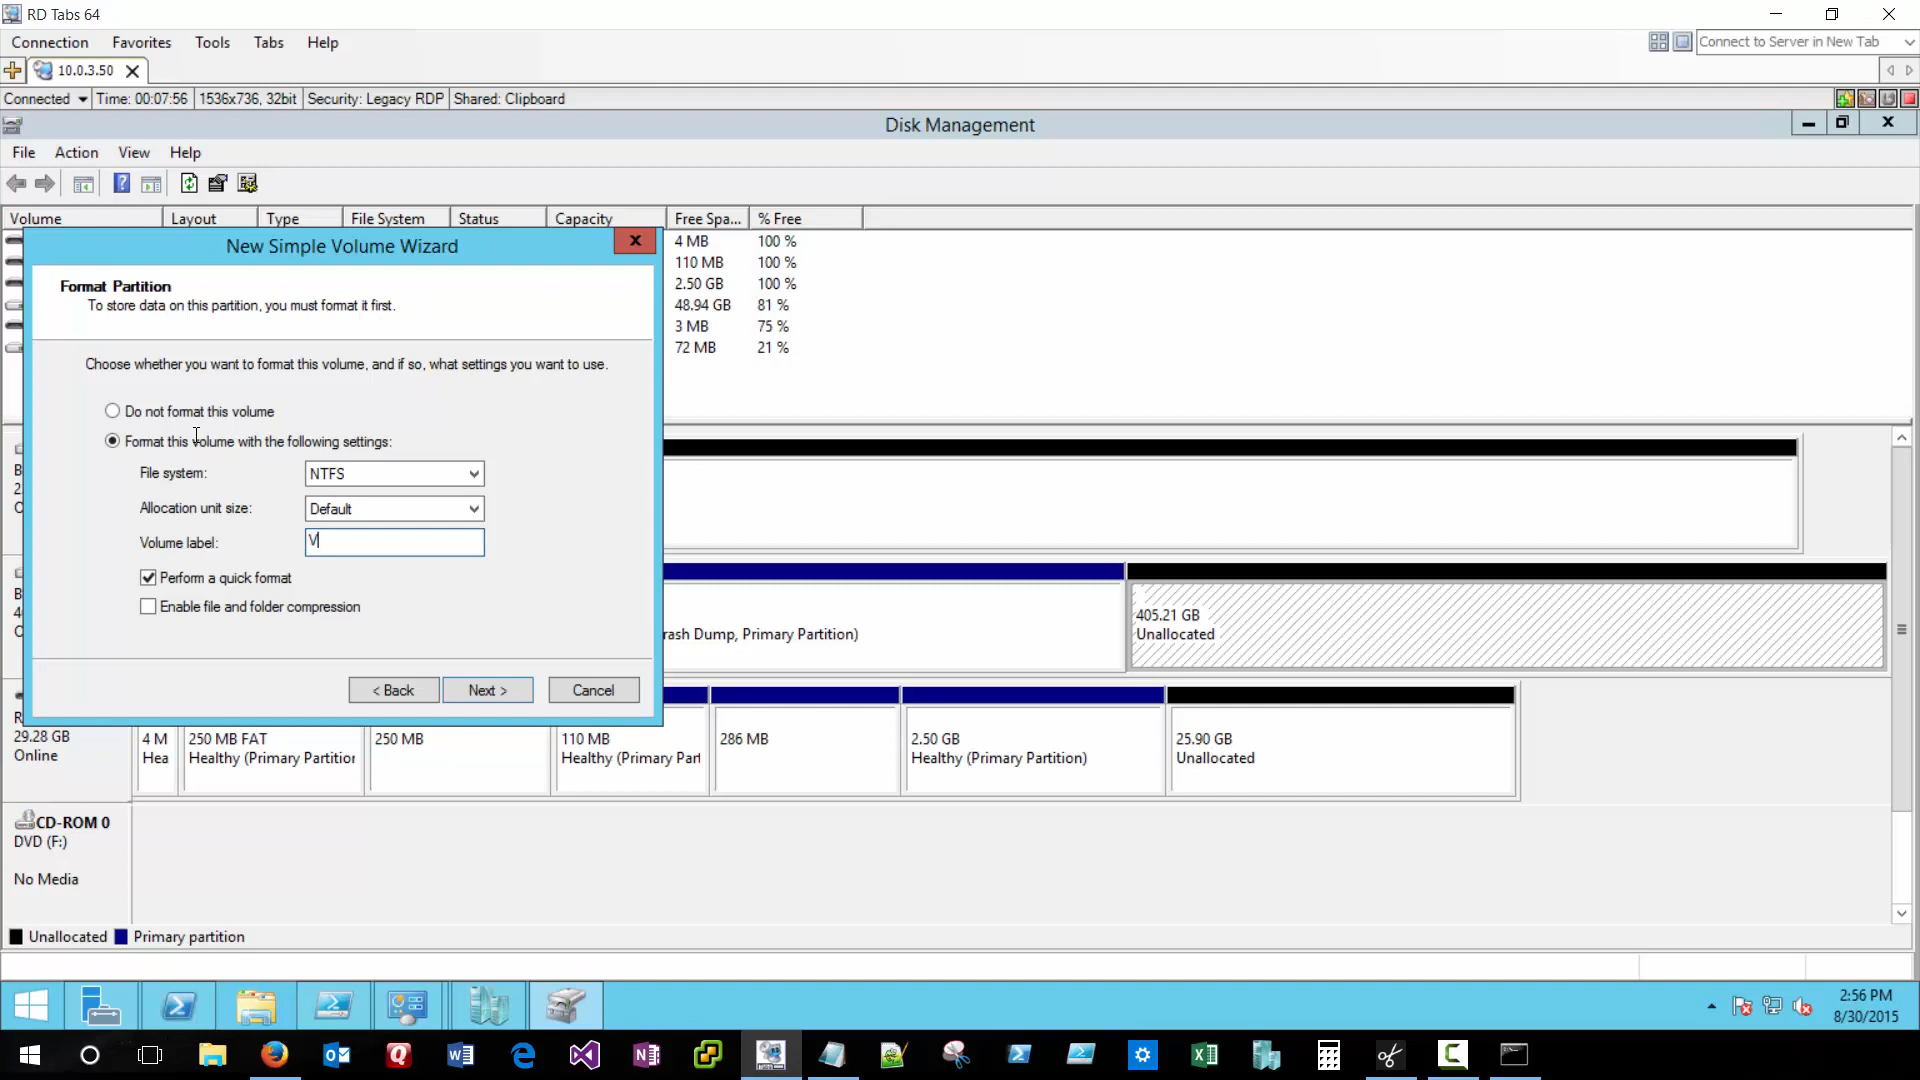 RD Tabs 64
Connection Favorites Tools Tabs Help
Connect to Server in New Tab
10.0.3.50
Connected Time: 00:07:56 1536x736, 32bit Security: Legacy RDP Shared: Clipboard
Disk Management
File Action View Help
Volume Layout Type File System Status Capacity Free Spa... % Free
4 MB 100 %
110 MB 100 %
2.50 GB 100 %
48.94 GB 81 %
3 MB 75 %
72 MB 21 %
New Simple Volume Wizard
Format Partition
To store data on this partition, you must format it first.
Choose whether you want to format this volume, and if so, what settings you want to use.
Do not format this volume
Format this volume with the following settings:
File system: NTFS
Allocation unit size: Default
Volume label: V
Perform a quick format
Enable file and folder compression
< Back Next > Cancel
B
2
O
B
4
O
rash Dump, Primary Partition)
405.21 GB
Unallocated
R
29.28 GB
Online
4 M
Hea
250 MB FAT
Healthy (Primary Partitior
250 MB
110 MB
Healthy (Primary Part
286 MB
2.50 GB
Healthy (Primary Partition)
25.90 GB
Unallocated
CD-ROM 0
DVD (F:)
No Media
Unallocated Primary partition
2:56 PM
8/30/2015